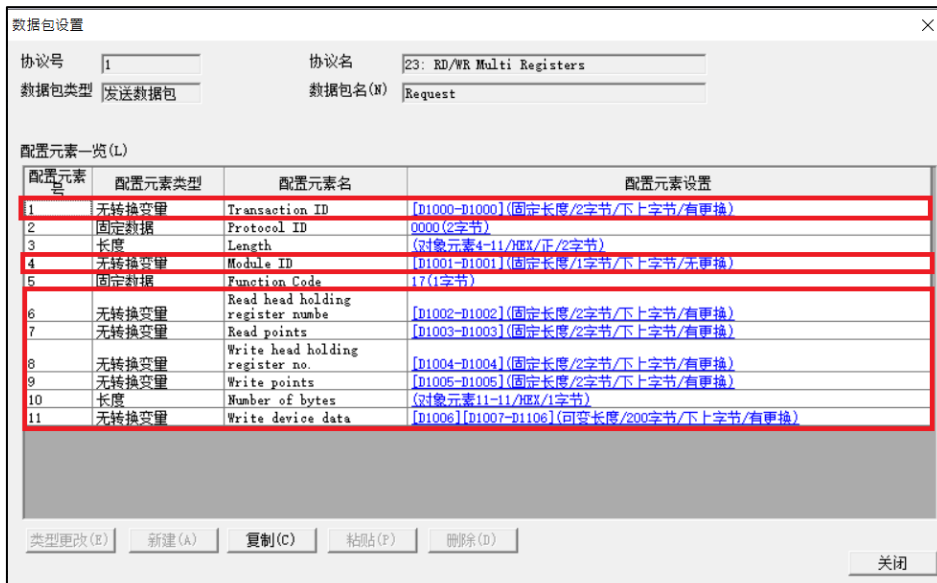 数据包设置
协议号 1 协议名 23: RD/WR Multi Registers
数据包类型 发送数据包 数据包名(N) Request
配置元素一览(L)
配置元素号 配置元素类型 配置元素名 配置元素设置
1 无转换变量 Transaction ID [D1000-D1000](固定长度/2字节/下上字节/有更换)
2 固定数据 Protocol ID 0000(2字节)
3 长度 Length (对象元素4-11/HEX/正/2字节)
4 无转换变量 Module ID [D1001-D1001](固定长度/1字节/下上字节/无更换)
5 固定数据 Function Code 17(1字节)
6 无转换变量 Read head holding register numbe [D1002-D1002](固定长度/2字节/下上字节/有更换)
7 无转换变量 Read points [D1003-D1003](固定长度/2字节/下上字节/有更换)
8 无转换变量 Write head holding register no. [D1004-D1004](固定长度/2字节/下上字节/有更换)
9 无转换变量 Write points [D1005-D1005](固定长度/2字节/下上字节/有更换)
10 长度 Number of bytes (对象元素11-11/HEX/1字节)
11 无转换变量 Write device data [D1006][D1007-D1106](可变长度/200字节/下上字节/有更换)
类型更改(E) 新建(A) 复制(C) 粘贴(P) 删除(D)
关闭